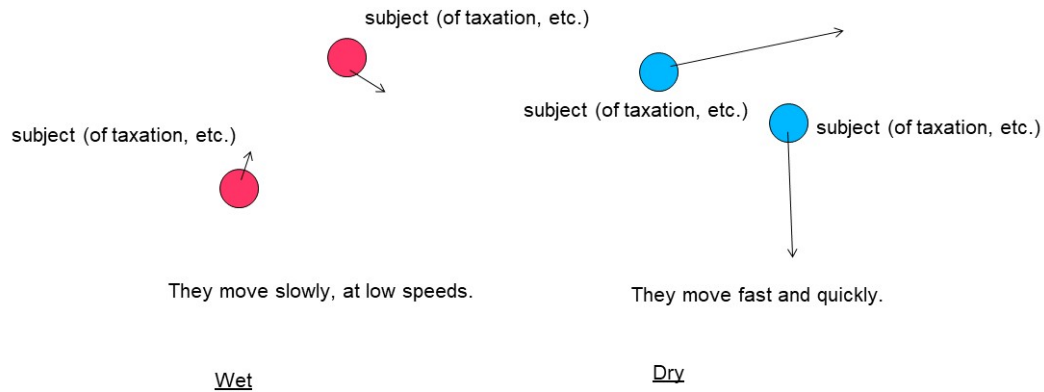 subject (of taxation, etc.)
subject (of taxation, etc.)
They move slowly, at low speeds.
Wet
subject (of taxation, etc.)
subject (of taxation, etc.)
They move fast and quickly.
Dry